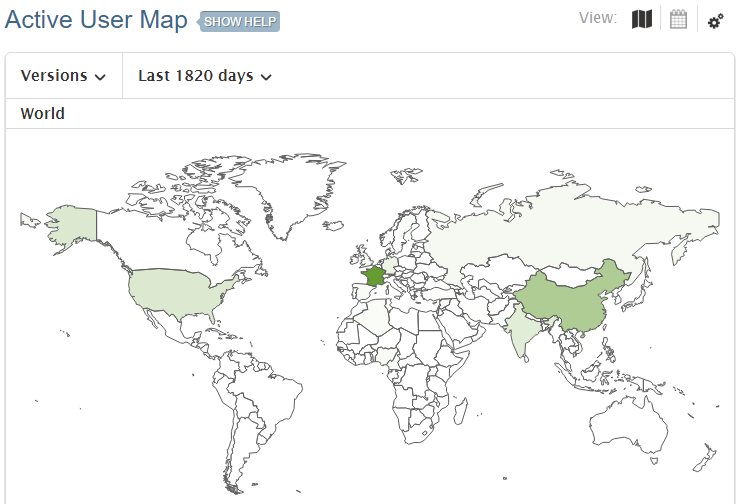 Active User Map SHOW HELP View:
Versions Last 1820 days
World